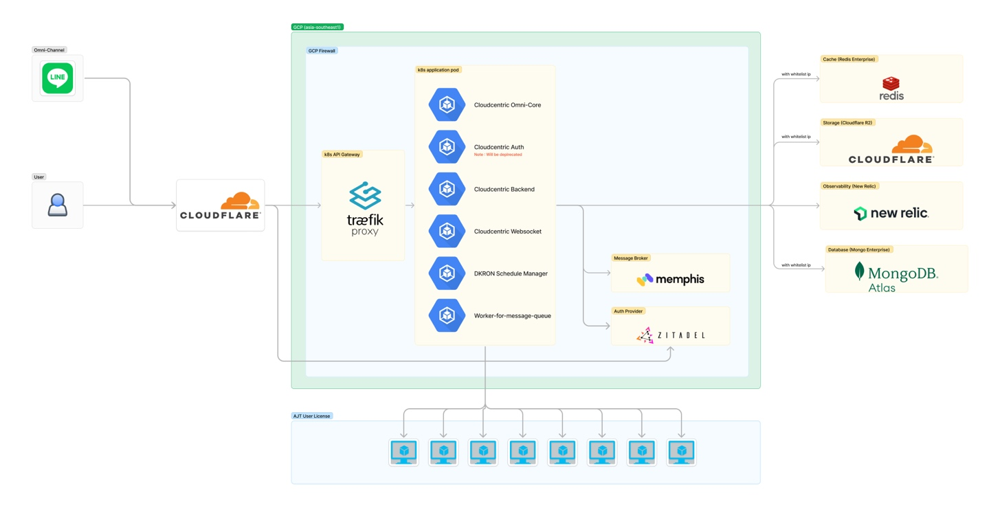 GCP (asia-southeast1)
GCP Firewall
Omni-Channel
LINE
User
CLOUDFLARE
k8s API Gateway
træfik
proxy
k8s application pod
Cloudcentric Omni-Core
Cloudcentric Auth
Note : Will be deprecated
Cloudcentric Backend
Cloudcentric Websocket
DKRON Schedule Manager
Worker-for-message-queue
Message Broker
memphis
Auth Provider
ZITADEL
with whitelist ip
Cache (Redis Enterprise)
redis
with whitelist ip
Storage (Cloudflare R2)
CLOUDFLARE
Observability (New Relic)
new relic
with whitelist ip
Database (Mongo Enterprise)
MongoDB.
Atlas
AJT User License